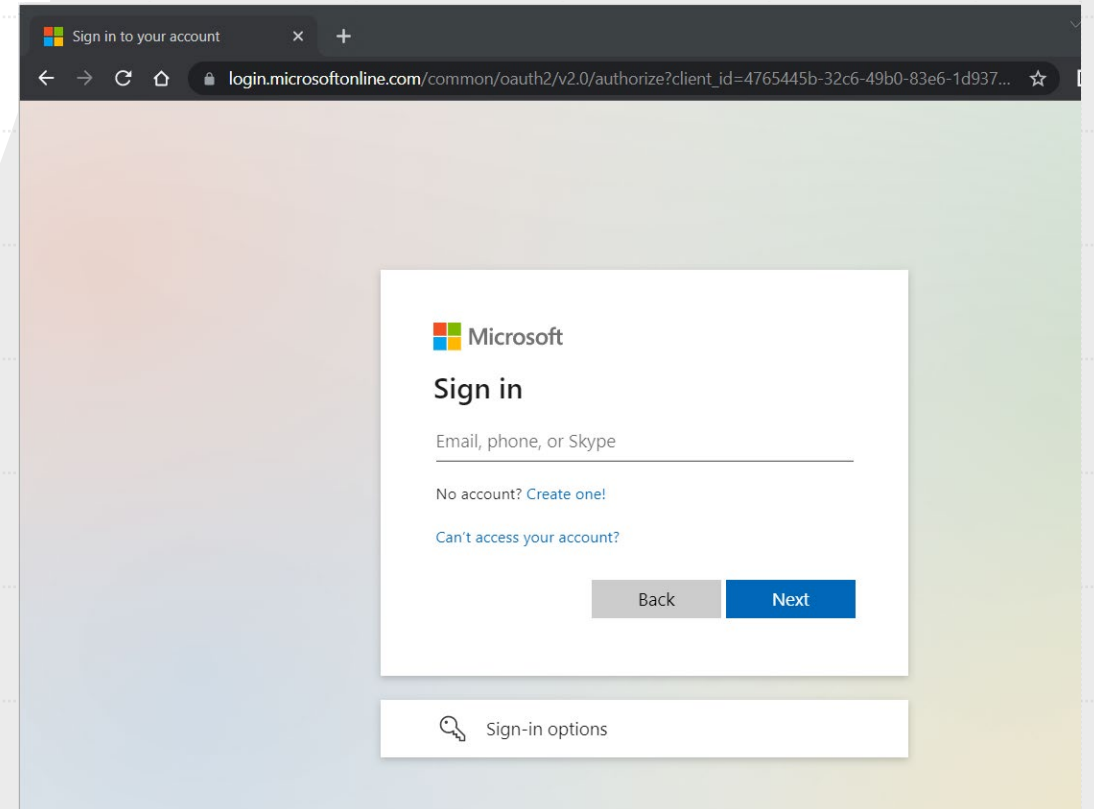 Sign in to your account
login.microsoftonline.com/common/oauth2/v2.0/authorize?client_id=4765445b-32c6-49b0-83e6-1d937...
Microsoft
Sign in
Email, phone, or Skype
No account? Create one!
Can't access your account?
Back Next
Sign-in options